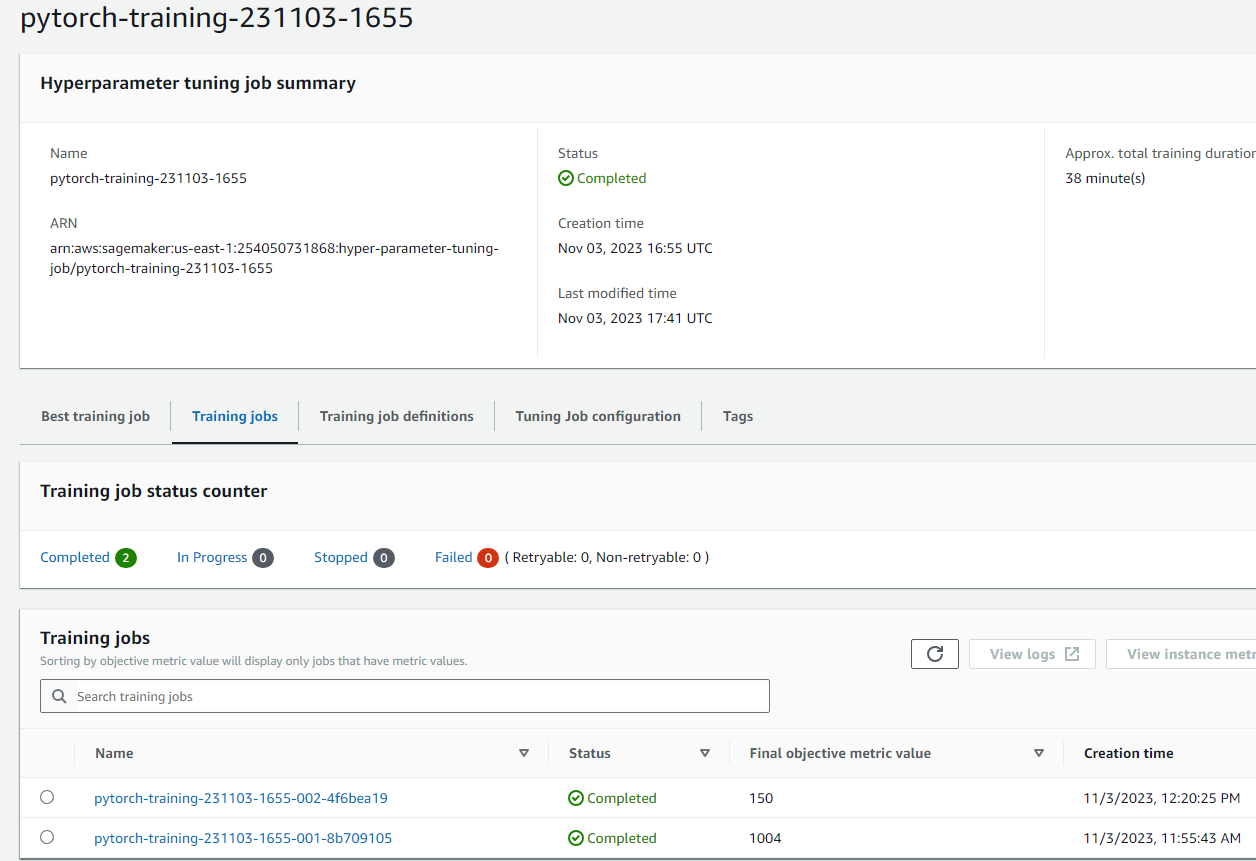 pytorch-training-231103-1655
Hyperparameter tuning job summary
Name
pytorch-training-231103-1655
ARN
arn:aws:sagemaker:us-east-1:254050731868:hyper-parameter-tuning-
job/pytorch-training-231103-1655
Status
Completed
Creation time
Nov 03, 2023 16:55 UTC
Last modified time
Nov 03, 2023 17:41 UTC
Approx. total training duration
38 minute(s)
Best training job Training jobs Training job definitions Tuning Job configuration Tags
Training job status counter
Completed 2 In Progress 0 Stopped 0 Failed 0 ( Retryable: 0, Non-retryable: 0 )
Training jobs
Sorting by objective metric value will display only jobs that have metric values.
View logs View instance metr
Search training jobs
Name Status Final objective metric value Creation time
pytorch-training-231103-1655-002-4f6bea19 Completed 150 11/3/2023, 12:20:25 PM
pytorch-training-231103-1655-001-8b709105 Completed 1004 11/3/2023, 11:55:43 AM